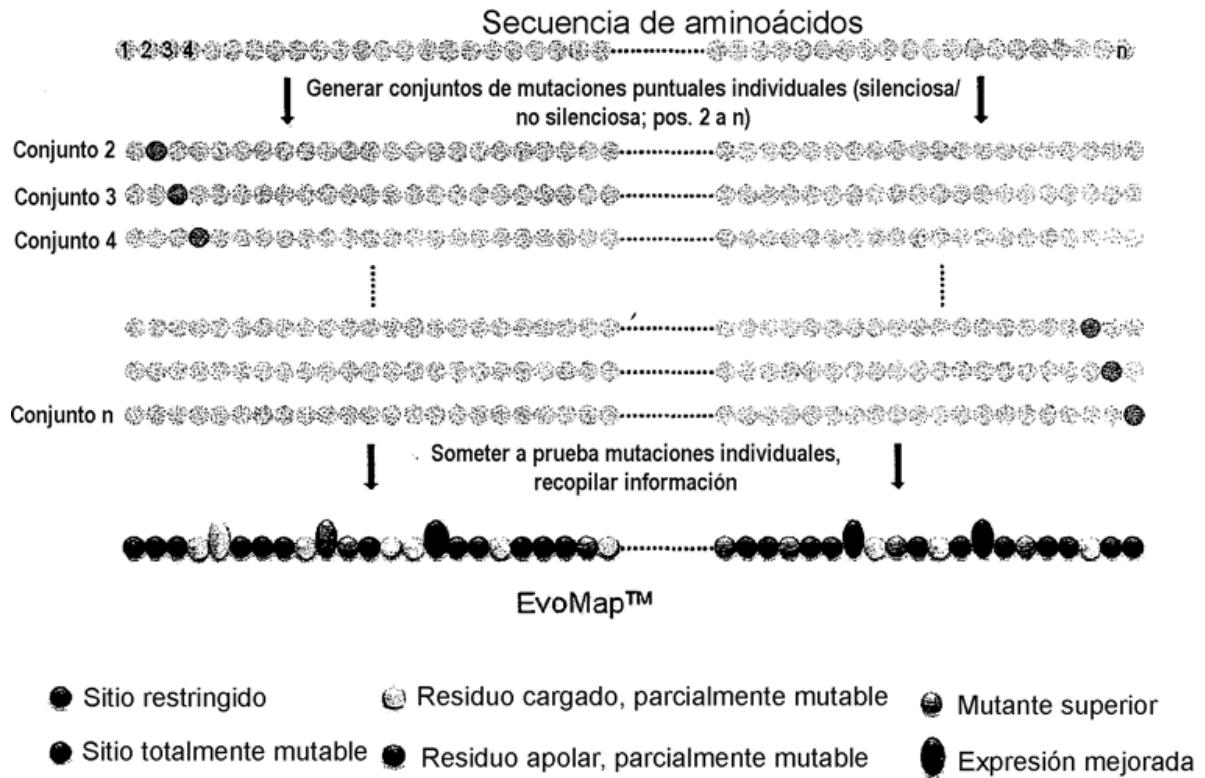 Secuencia de aminoácidos
1 2 3 4 n
Generar conjuntos de mutaciones puntuales individuales (silenciosa/
no silenciosa; pos. 2 a n)
Conjunto 2
Conjunto 3
Conjunto 4
Conjunto n
Someter a prueba mutaciones individuales,
recopilar información
EvoMap™
Sitio restringido
Residuo cargado, parcialmente mutable
Mutante superior
Sitio totalmente mutable
Residuo apolar, parcialmente mutable
Expresión mejorada